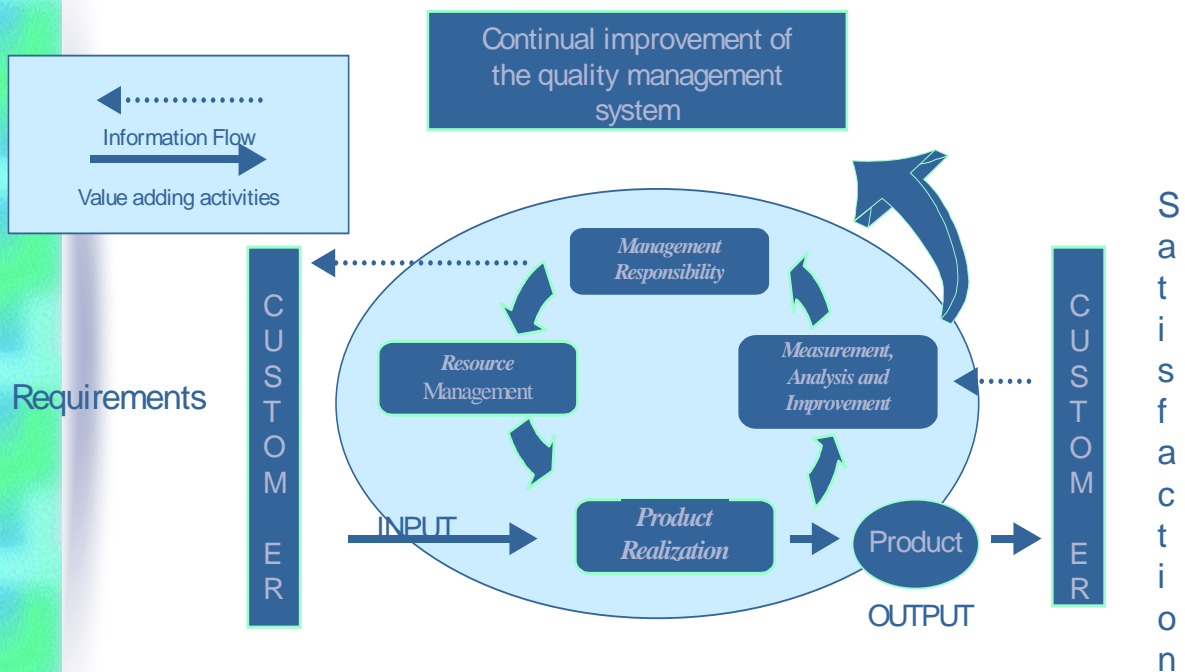 Continual improvement of
the quality management
system
Information Flow
Value adding activities
Requirements
C
U
S
T
O
M
E
R
Management
Responsibility
Resource
Management
Measurement,
Analysis and
Improvement
INPUT
Product
Realization
Product
OUTPUT
C
U
S
T
O
M
E
R
S
a
t
i
s
f
a
c
t
i
o
n